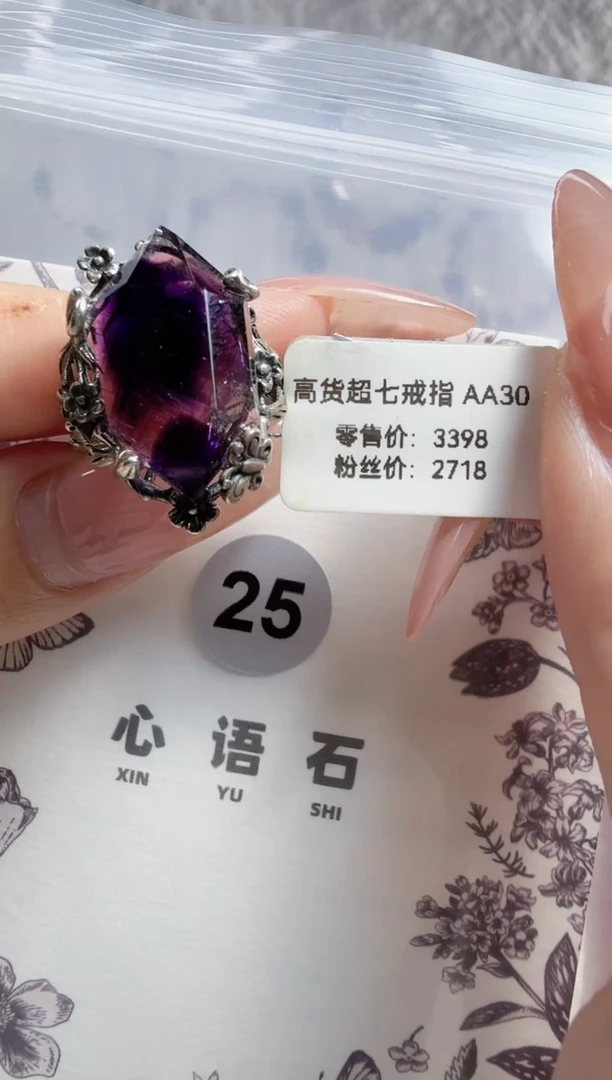 高货超七戒指 AA30
零售价: 3398
粉丝价: 2718
25
心 语 石
XIN YU SHI